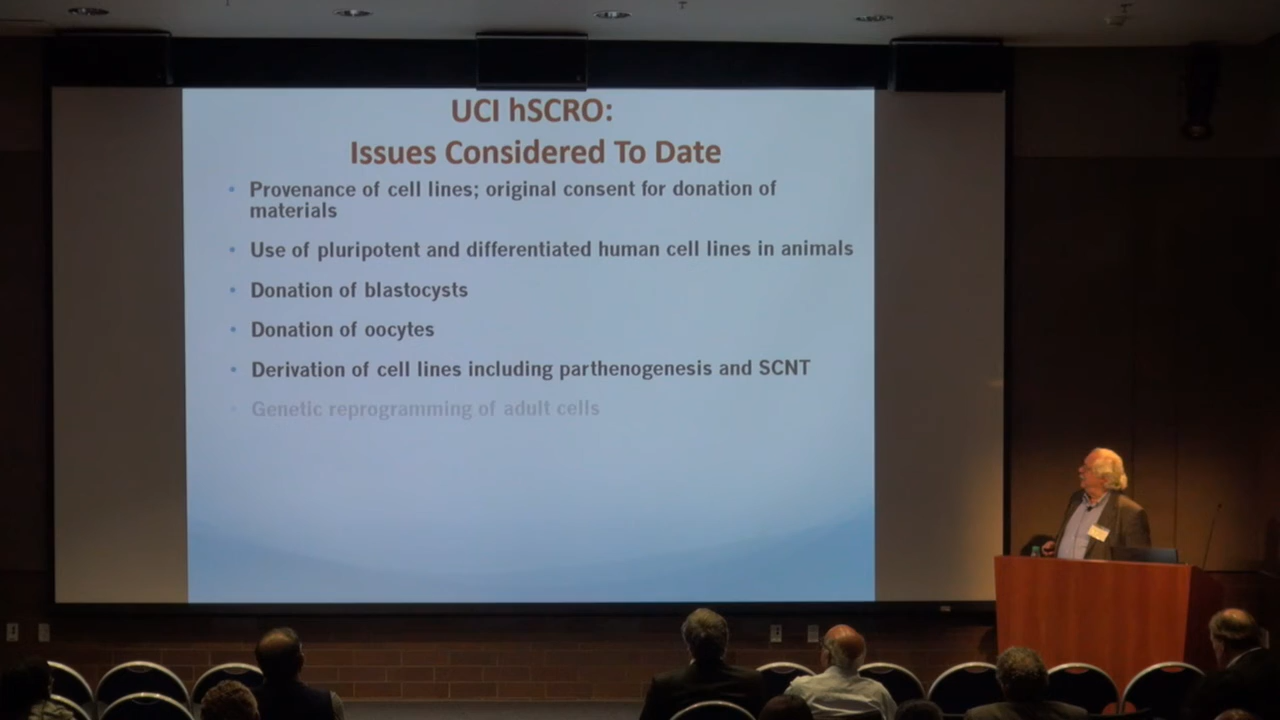 UCI hSCRO:
Issues Considered To Date
• Provenance of cell lines; original consent for donation of
materials
• Use of pluripotent and differentiated human cell lines in animals
• Donation of blastocysts
• Donation of oocytes
• Derivation of cell lines including parthenogenesis and SCNT
• Genetic reprogramming of adult cells